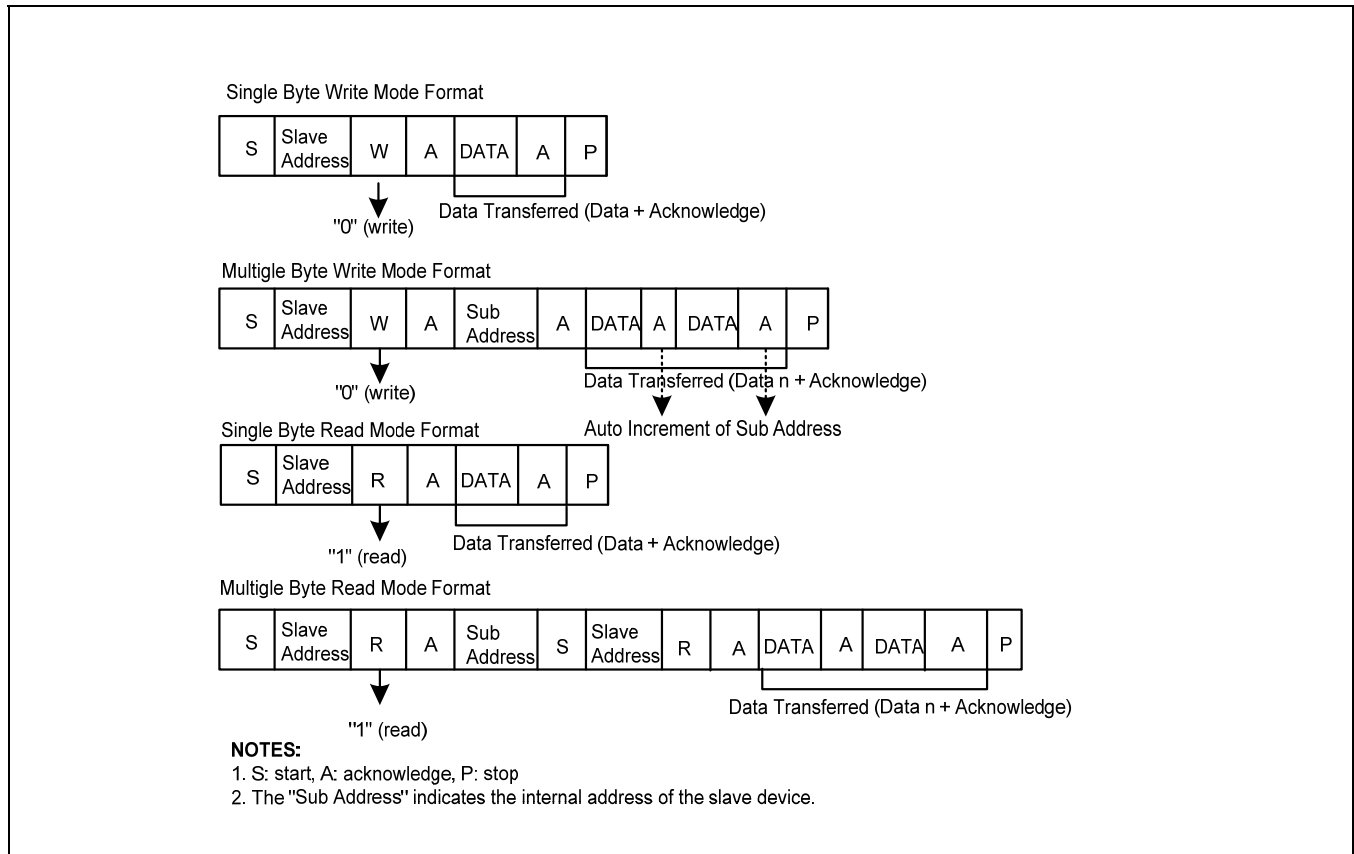 Single Byte Write Mode Format
S Slave Address W A DATA A P
"0" (write)
Data Transferred (Data + Acknowledge)
Multigle Byte Write Mode Format
S Slave Address W A Sub Address A DATA A DATA A P
"0" (write)
Data Transferred (Data n + Acknowledge)
Auto Increment of Sub Address
Single Byte Read Mode Format
S Slave Address R A DATA A P
"1" (read)
Data Transferred (Data + Acknowledge)
Multigle Byte Read Mode Format
S Slave Address R A Sub Address S Slave Address R A DATA A DATA A P
"1" (read)
Data Transferred (Data n + Acknowledge)
NOTES:
1. S: start, A: acknowledge, P: stop
2. The "Sub Address" indicates the internal address of the slave device.